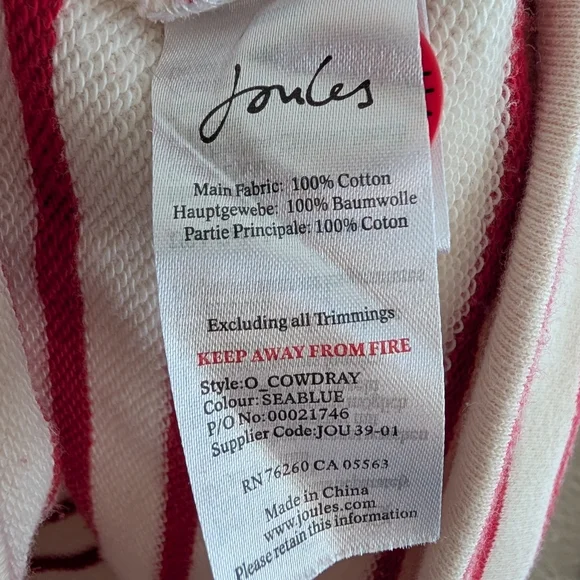 Joules
Main Fabric: 100% Cotton
Hauptgewebe: 100% Baumwolle
Partie Principale: 100% Coton
Excluding all Trimmings
KEEP AWAY FROM FIRE
Style:O_COWDRAY
Colour:SEABLUE
P/O No:00021746
Supplier Code:JOU 39-01
RN 76260 CA 05563
Made in China
www.joules.com
Please retain this information